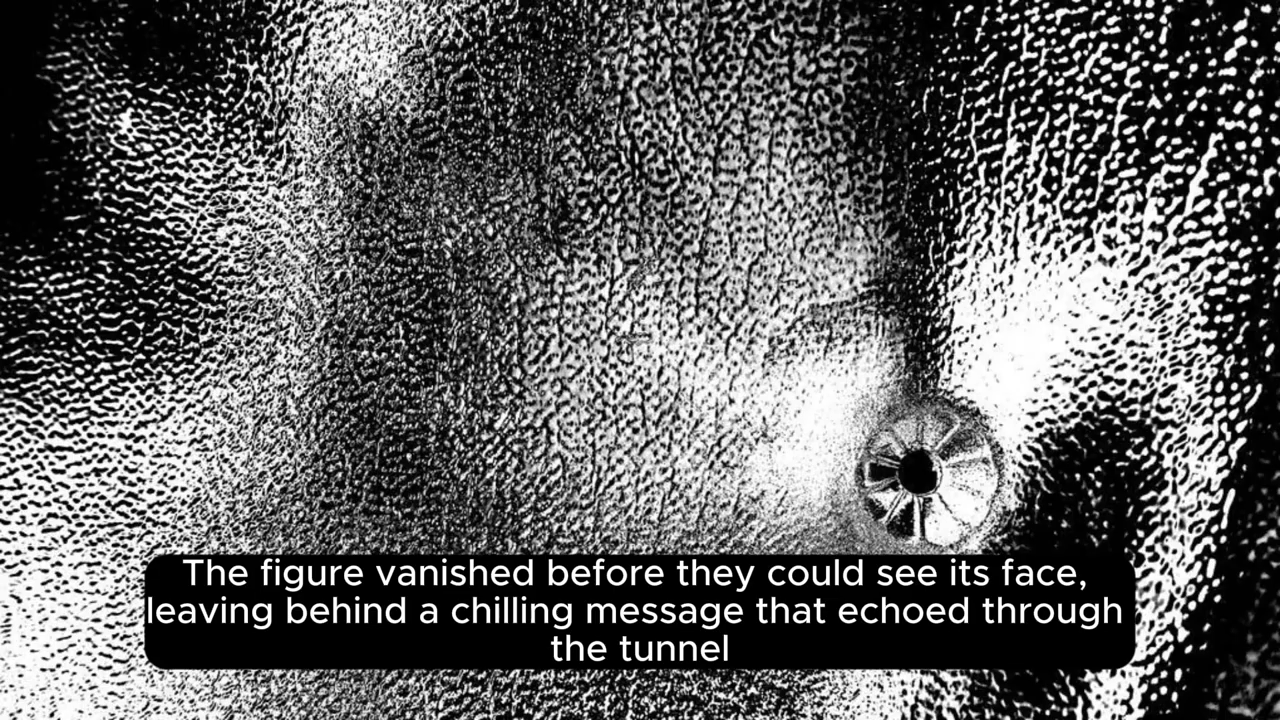 The figure vanished before they could see its face,
leaving behind a chilling message that echoed through
the tunnel